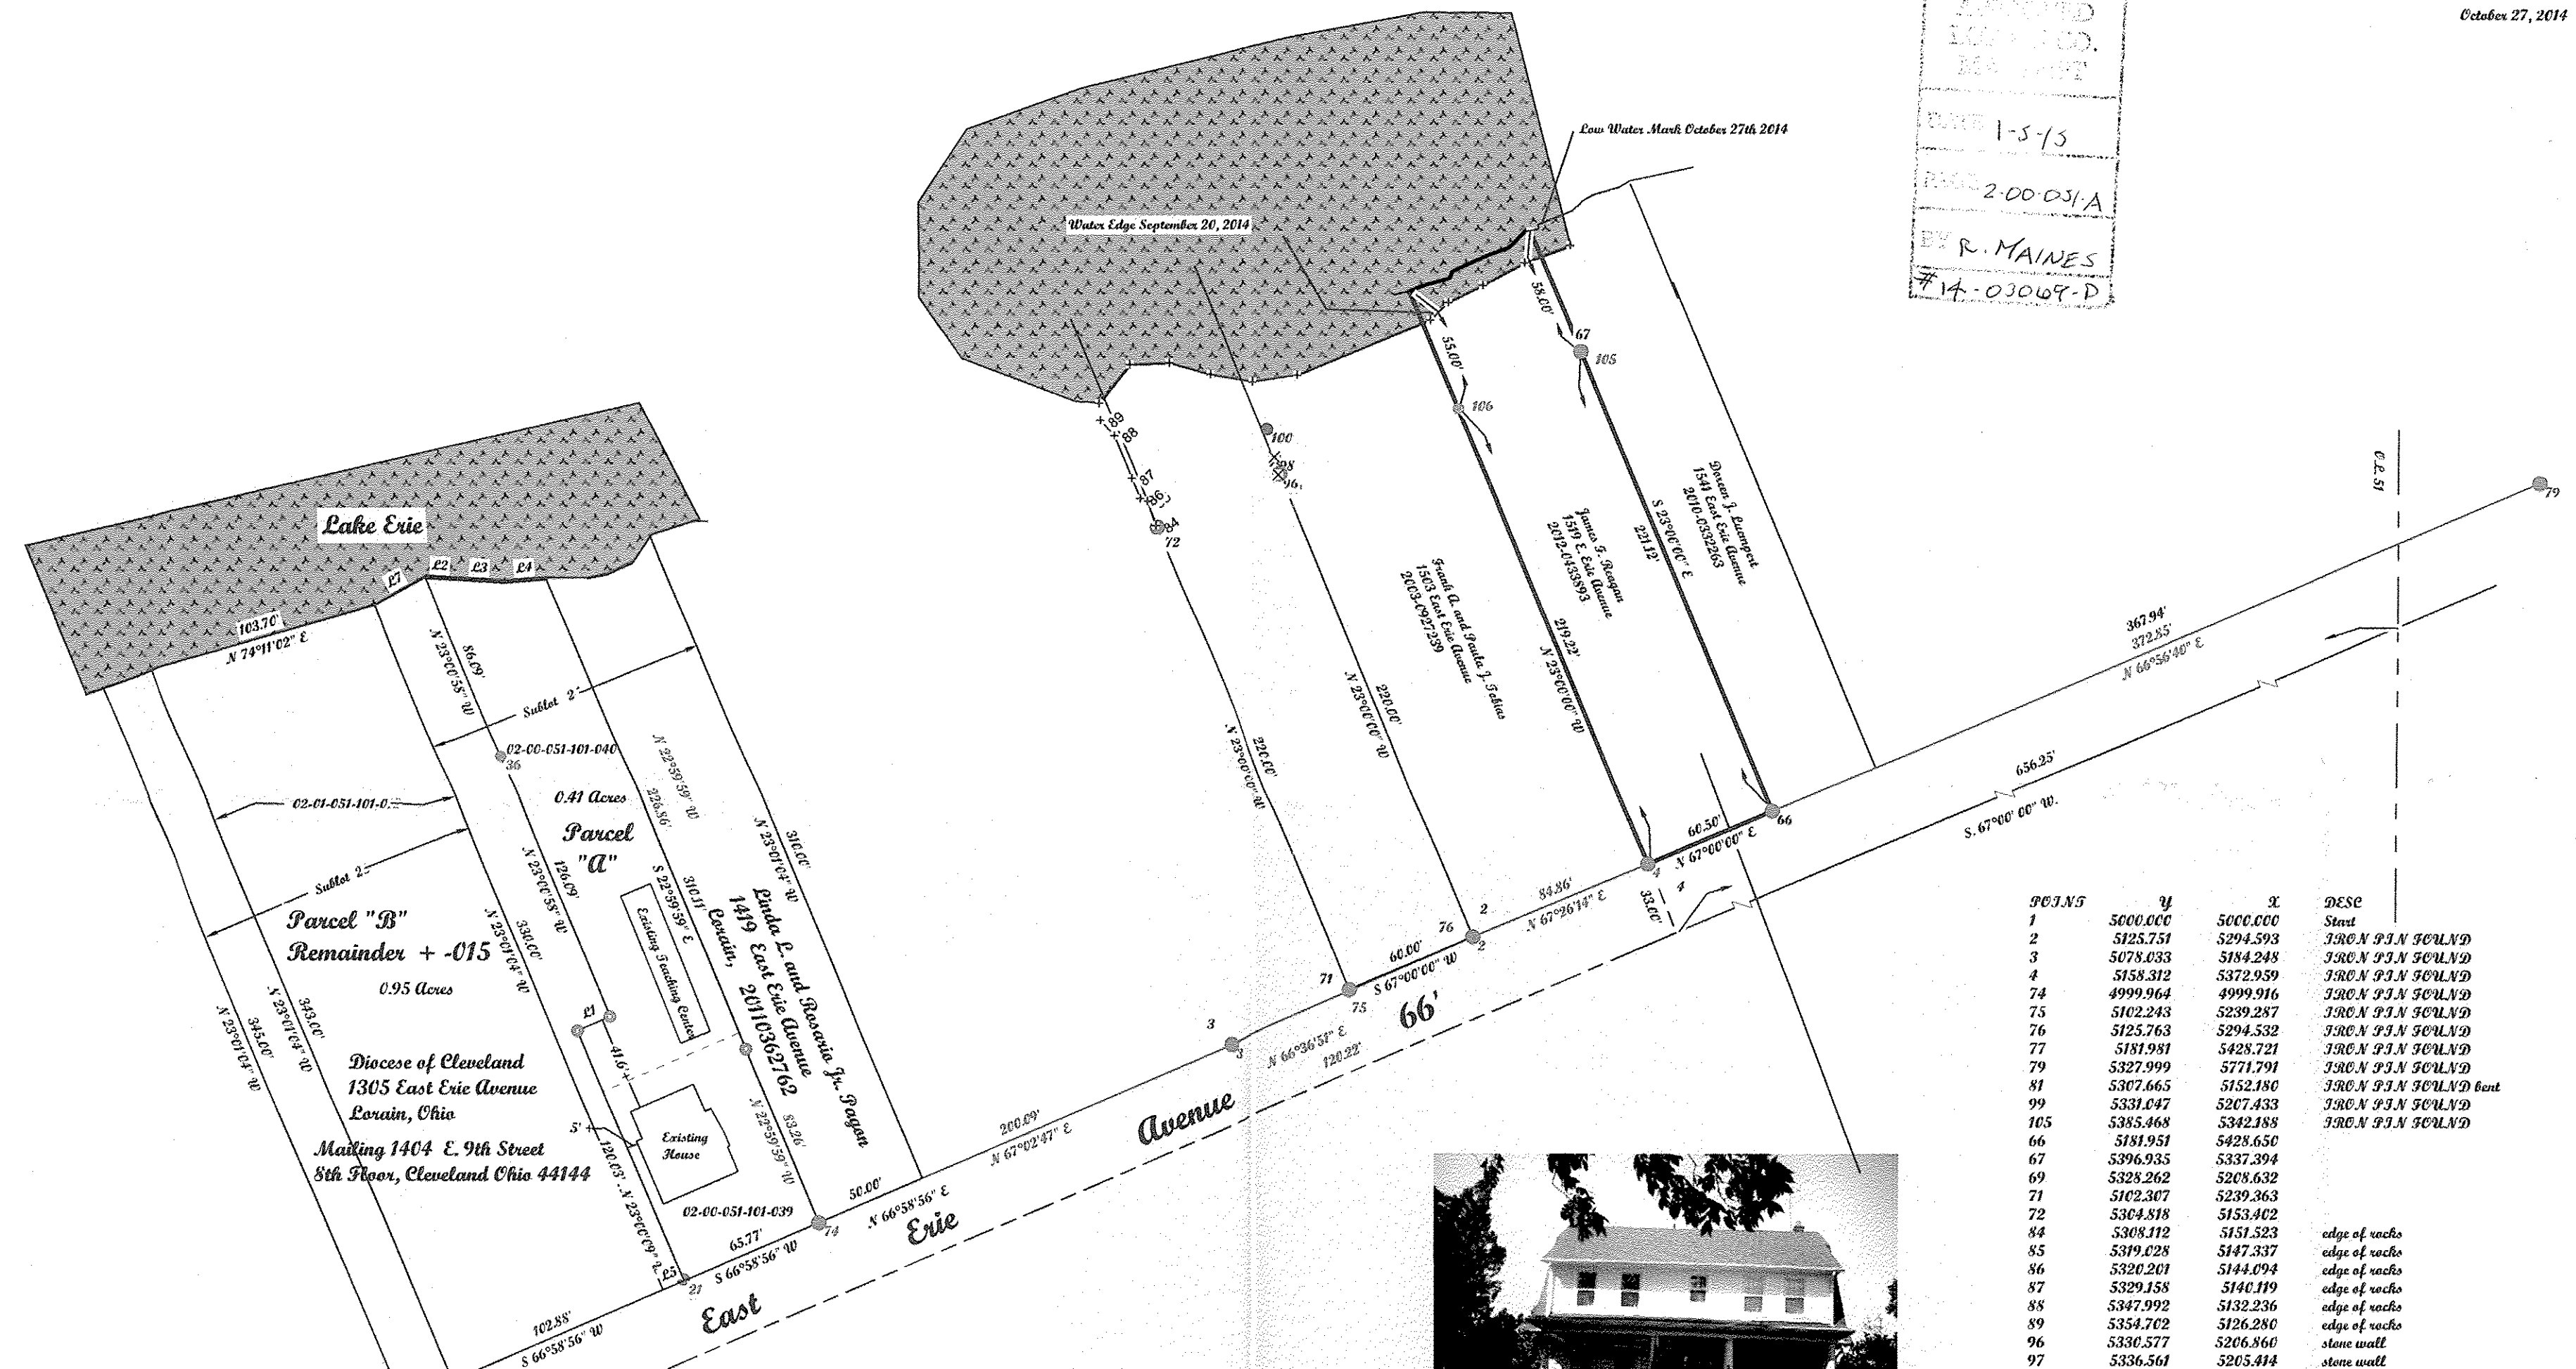 October 27, 2014
CO.
1-5-15
2-00-051-A
BY R. MAINES
#14-03049-D
Low Water Mark October 27th 2014
Water Edge September 20, 2014
58.00'
55.00'
67
105
106
89
88
87
86
84
72
100
98
96
Lake Erie
L7
L2
L3
L4
103.70'
N 74°11'02" E
86.09'
N 23°00'58" W
Sublot 2
02-00-051-101-040
36
0.41 Acres
Parcel
"A"
Sublot 2
Parcel "B"
Remainder + -015
0.95 Acres
Diocese of Cleveland
1305 East Erie Avenue
Lorain, Ohio
Mailing 1404 E. 9th Street
8th Floor, Cleveland Ohio 44144
345.00'
N 23°01'04" W
343.00'
N 23°01'04" W
330.00'
N 23°01'04" W
126.09'
N 23°00'58" W
N 22°59'59" W
226.86'
310.11'
S 22°59'59" E
310.00'
N 23°01'04" W
Existing Teaching Center
L1
41.6'
5'
120.03'
Existing
House
83.26'
N 22°59'59" W
02-00-051-101-039
Linda L. and Rosario Jr. Pagon
1419 East Erie Avenue
Lorain, 20110362762
L5
21
74
65.77'
S 66°58'56" W
102.88'
S 66°58'56" W
50.00'
N 66°58'56" E
200.09'
N 67°02'47" E
East
Erie
Avenue
66'
3
3
N 66°36'51" E
120.22'
71
75
60.00'
S 67°00'00" W
76
2
2
84.86'
N 67°26'14" E
4
4
33.00'
60.50'
N 67°00'00" E
66
220.00'
N 23°00'00" W
220.00'
N 23°00'00" W
219.22'
N 23°00'00" W
S 23°00'00" E
221.12'
Frank A. and Paula J. Tobias
1503 East Erie Avenue
2003-0927239
James F. Reagan
1519 E. Erie Avenue
2012-0433893
Doreen J. Luempert
1541 East Erie Avenue
2010-0332263
367.94'
372.85'
N 66°56'40" E
656.25'
S. 67°00' 00" W.
O.L. 51
79
POINT Y X DESC
1 5000.000 5000.000 Start
2 5125.751 5294.593 IRON PIN FOUND
3 5078.033 5184.248 IRON PIN FOUND
4 5158.312 5372.959 IRON PIN FOUND
74 4999.964 4999.916 IRON PIN FOUND
75 5102.243 5239.287 IRON PIN FOUND
76 5125.763 5294.532 IRON PIN FOUND
77 5181.981 5428.721 IRON PIN FOUND
79 5327.999 5771.791 IRON PIN FOUND
81 5307.665 5152.180 IRON PIN FOUND bent
99 5331.047 5207.433 IRON PIN FOUND
105 5385.468 5342.188 IRON PIN FOUND
66 5181.951 5428.650
67 5396.935 5337.394
69 5328.262 5208.632
71 5102.307 5239.363
72 5304.818 5153.402
84 5308.112 5151.523 edge of rocks
85 5319.028 5147.337 edge of rocks
86 5320.201 5144.094 edge of rocks
87 5329.158 5140.119 edge of rocks
88 5347.992 5132.236 edge of rocks
89 5354.702 5126.280 edge of rocks
96 5330.577 5206.860 stone wall
97 5336.561 5205.414 stone wall